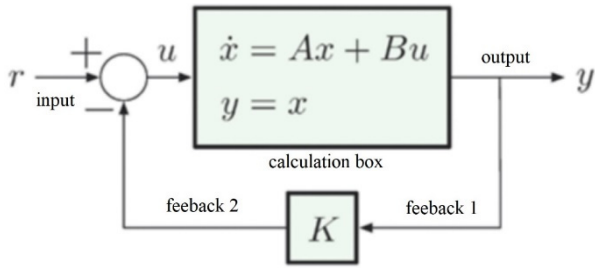 +
r
input
−
u
ẋ = Ax + Bu
y = x
output
y
calculation box
feeback 2
K
feeback 1